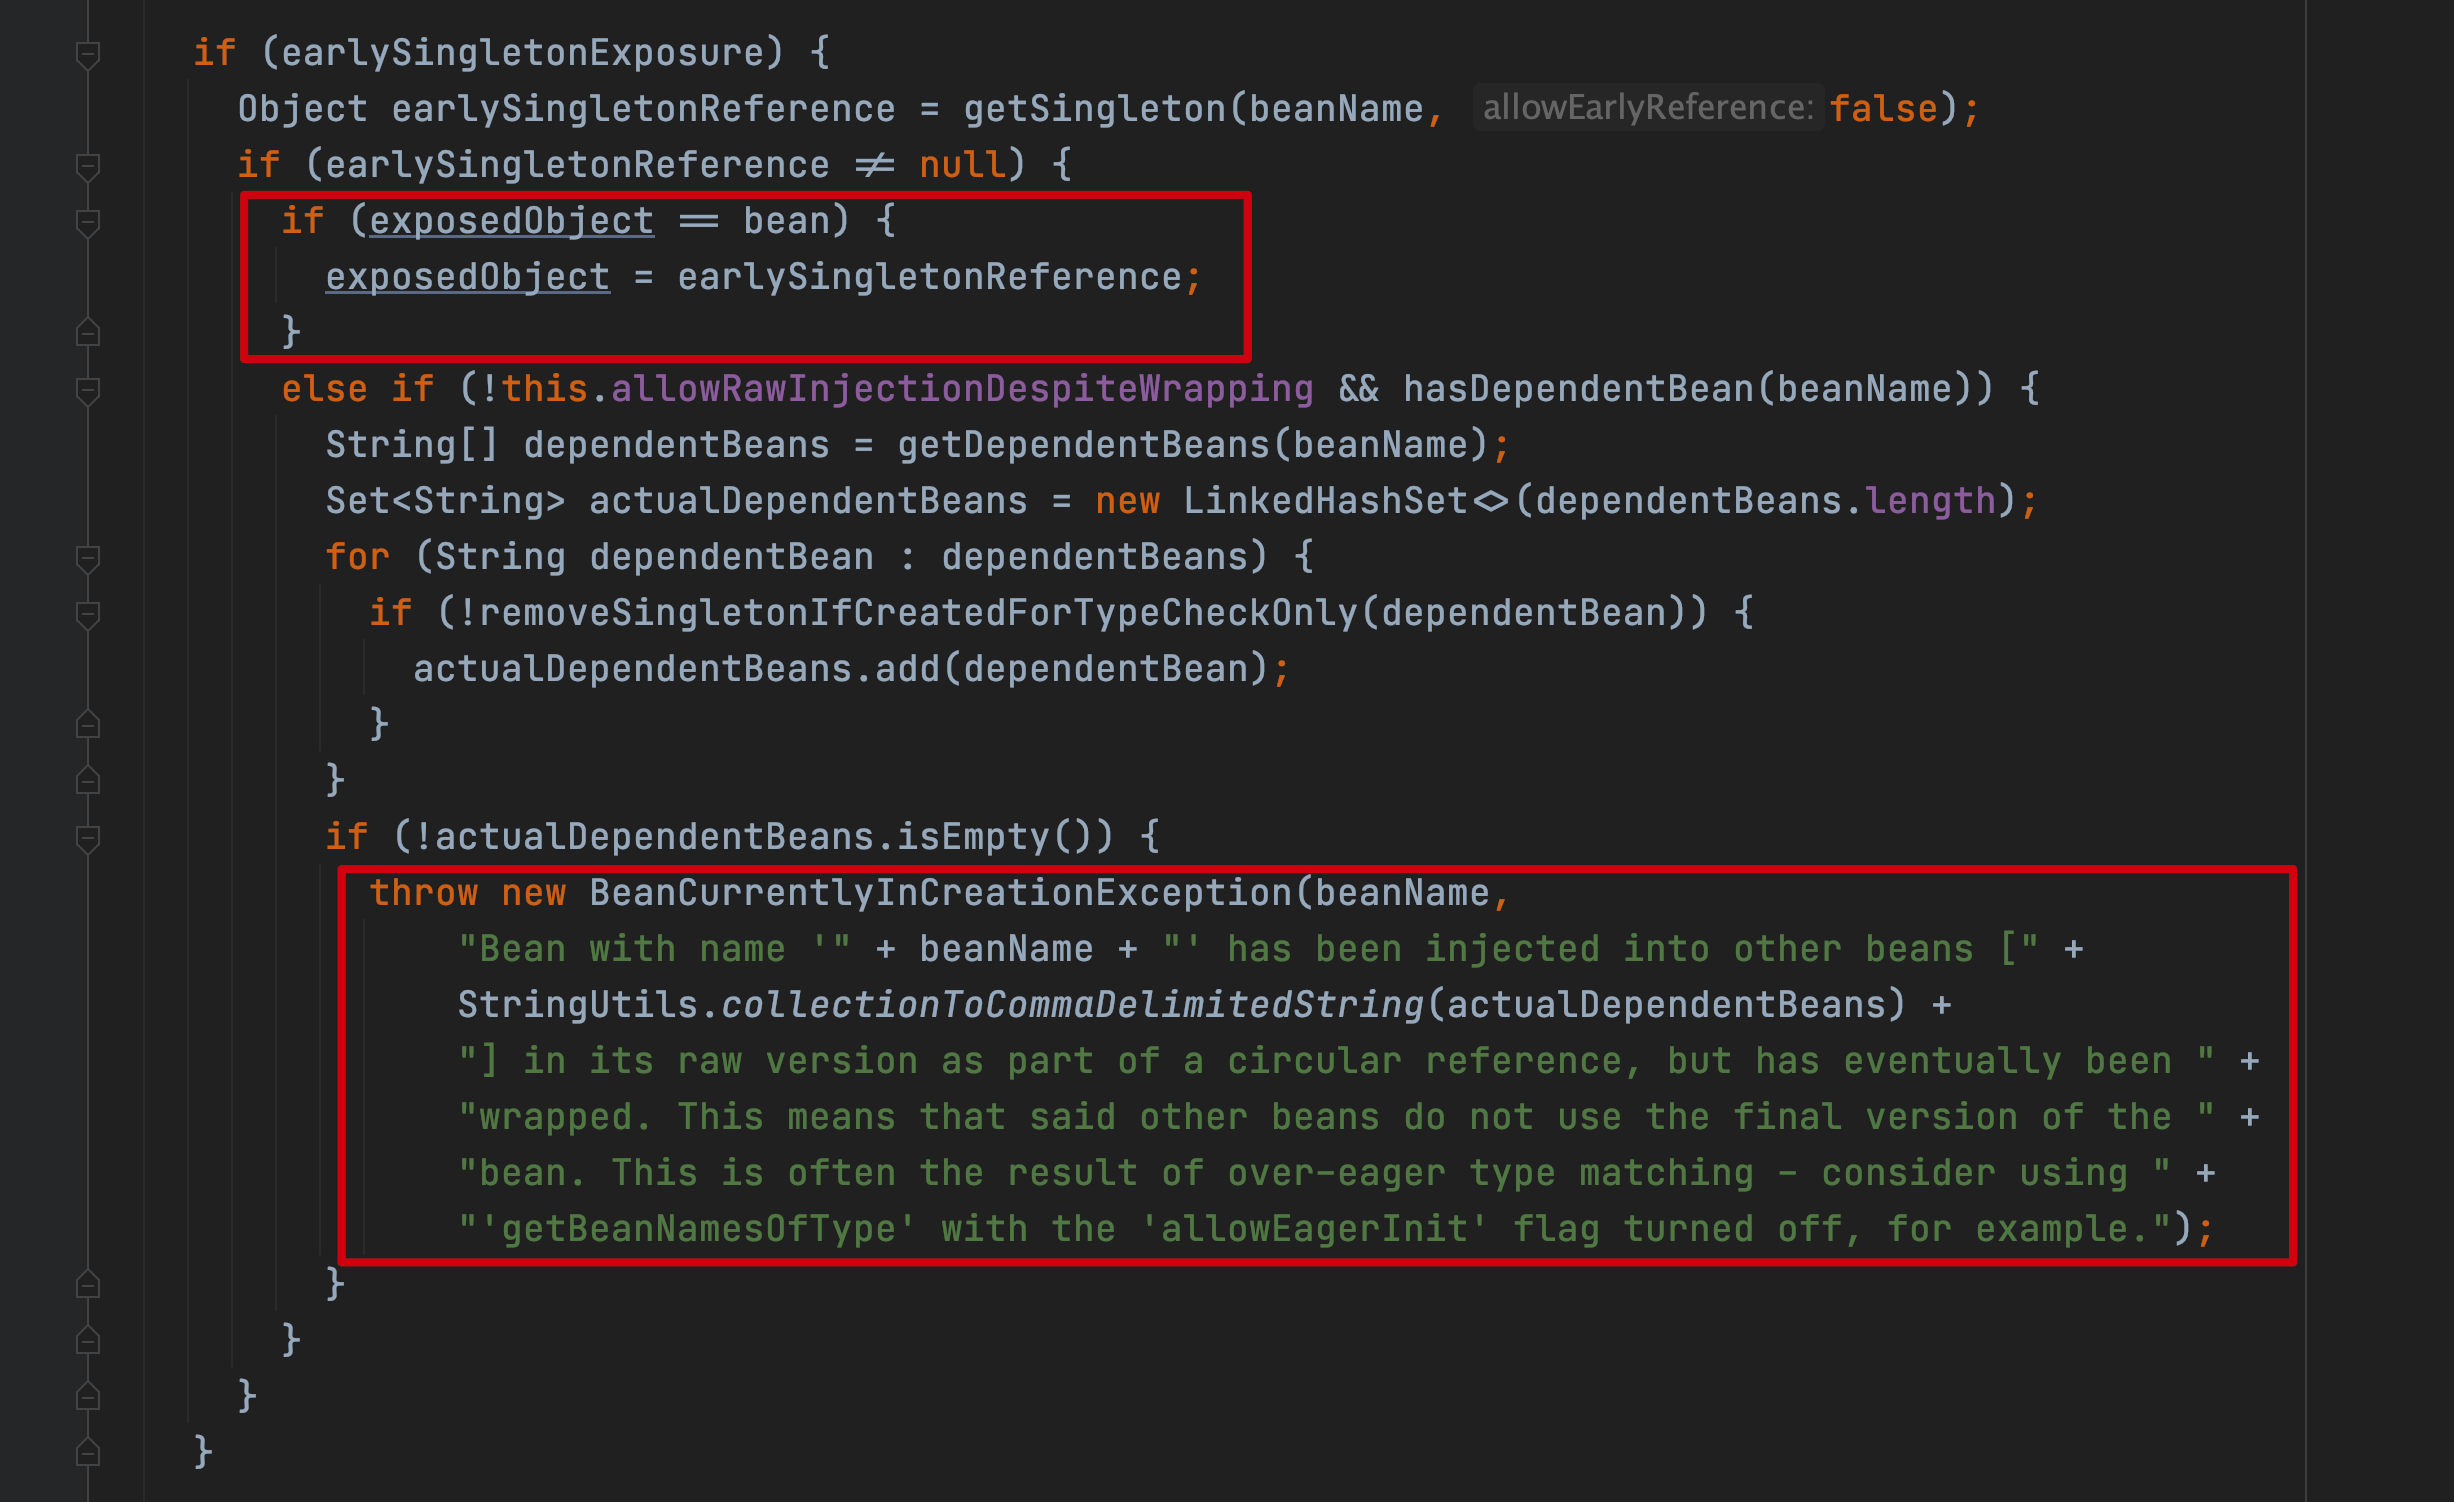 if (earlySingletonExposure) {
Object earlySingletonReference = getSingleton(beanName, allowEarlyReference: false);
if (earlySingletonReference ≠ null) {
if (exposedObject == bean) {
exposedObject = earlySingletonReference;
}
else if (!this.allowRawInjectionDespiteWrapping && hasDependentBean(beanName)) {
String[] dependentBeans = getDependentBeans(beanName);
Set<String> actualDependentBeans = new LinkedHashSet<>(dependentBeans.length);
for (String dependentBean : dependentBeans) {
if (!removeSingletonIfCreatedForTypeCheckOnly(dependentBean)) {
actualDependentBeans.add(dependentBean);
}
}
if (!actualDependentBeans.isEmpty()) {
throw new BeanCurrentlyInCreationException(beanName,
"Bean with name '" + beanName + "' has been injected into other beans [" +
StringUtils.collectionToCommaDelimitedString(actualDependentBeans) +
"] in its raw version as part of a circular reference, but has eventually been " +
"wrapped. This means that said other beans do not use the final version of the " +
"bean. This is often the result of over-eager type matching - consider using " +
"'getBeanNamesOfType' with the 'allowEagerInit' flag turned off, for example.");
}
}
}
}